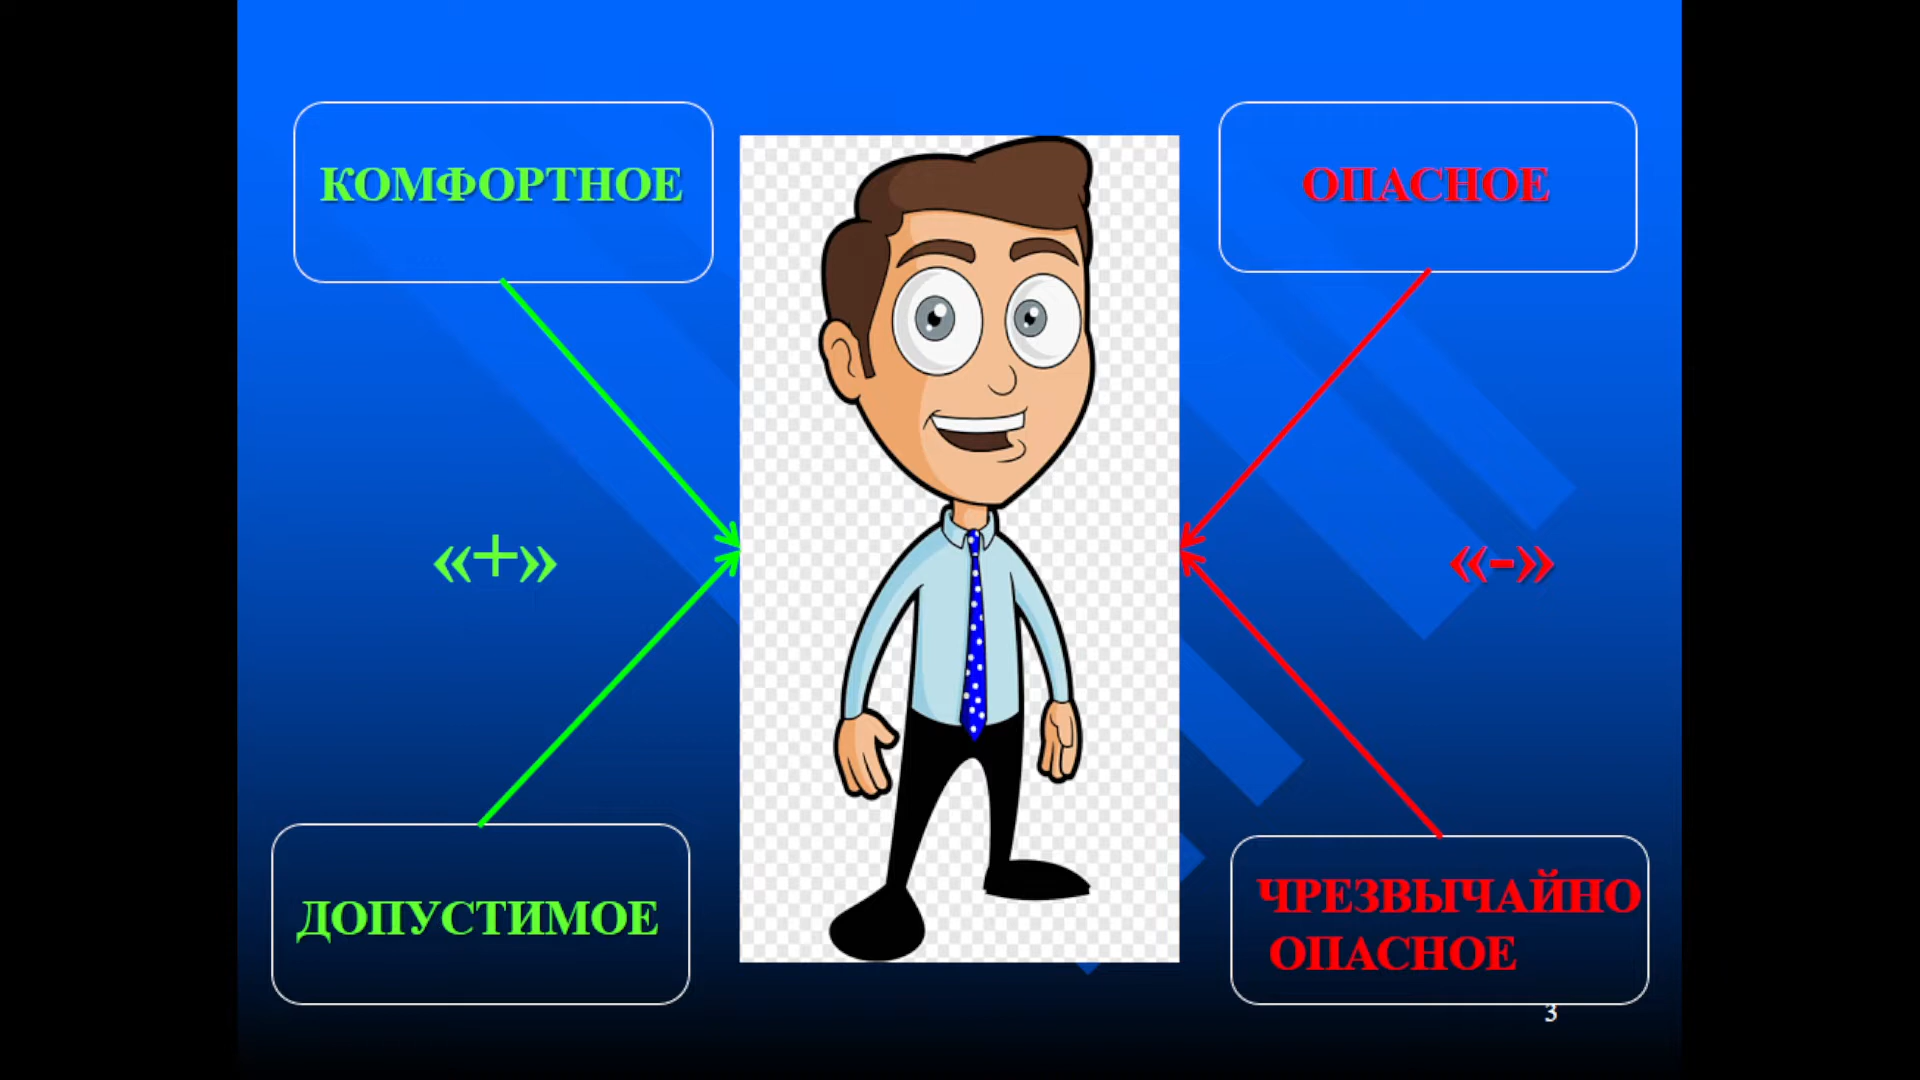 КОМФОРТНОЕ
ОПАСНОЕ
«+»
«-»
ДОПУСТИМОЕ
ЧРЕЗВЫЧАЙНО
ОПАСНОЕ
3